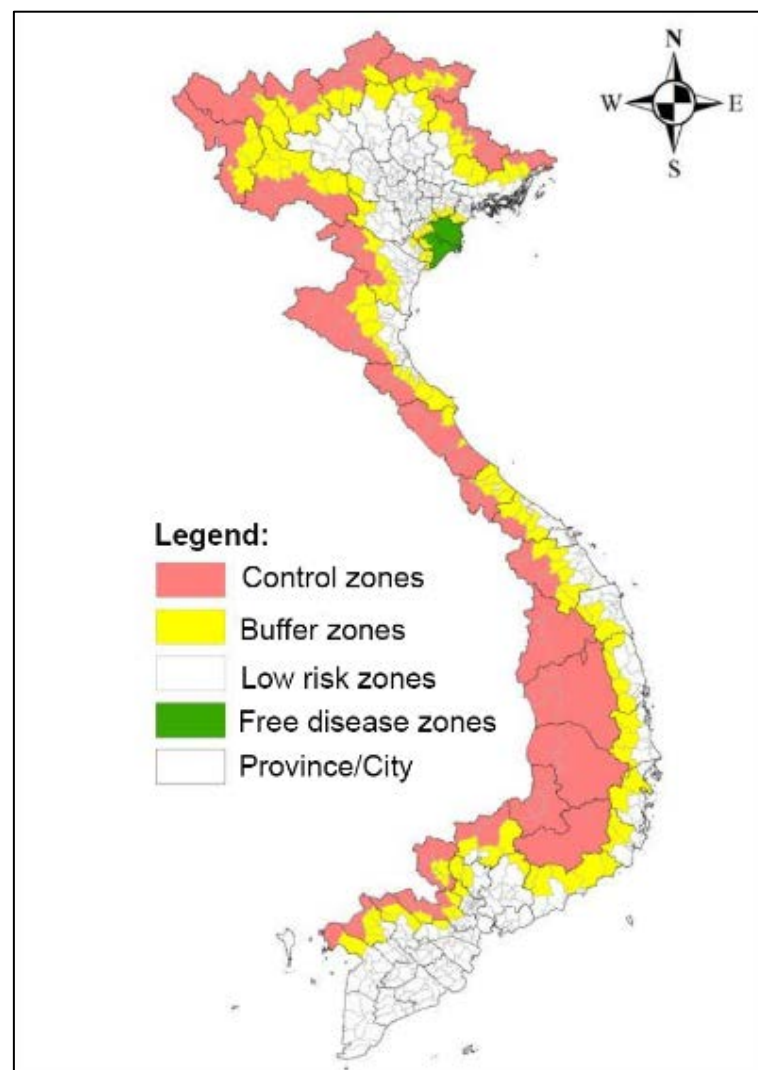 N
W E
S
Legend:
Control zones
Buffer zones
Low risk zones
Free disease zones
Province/City